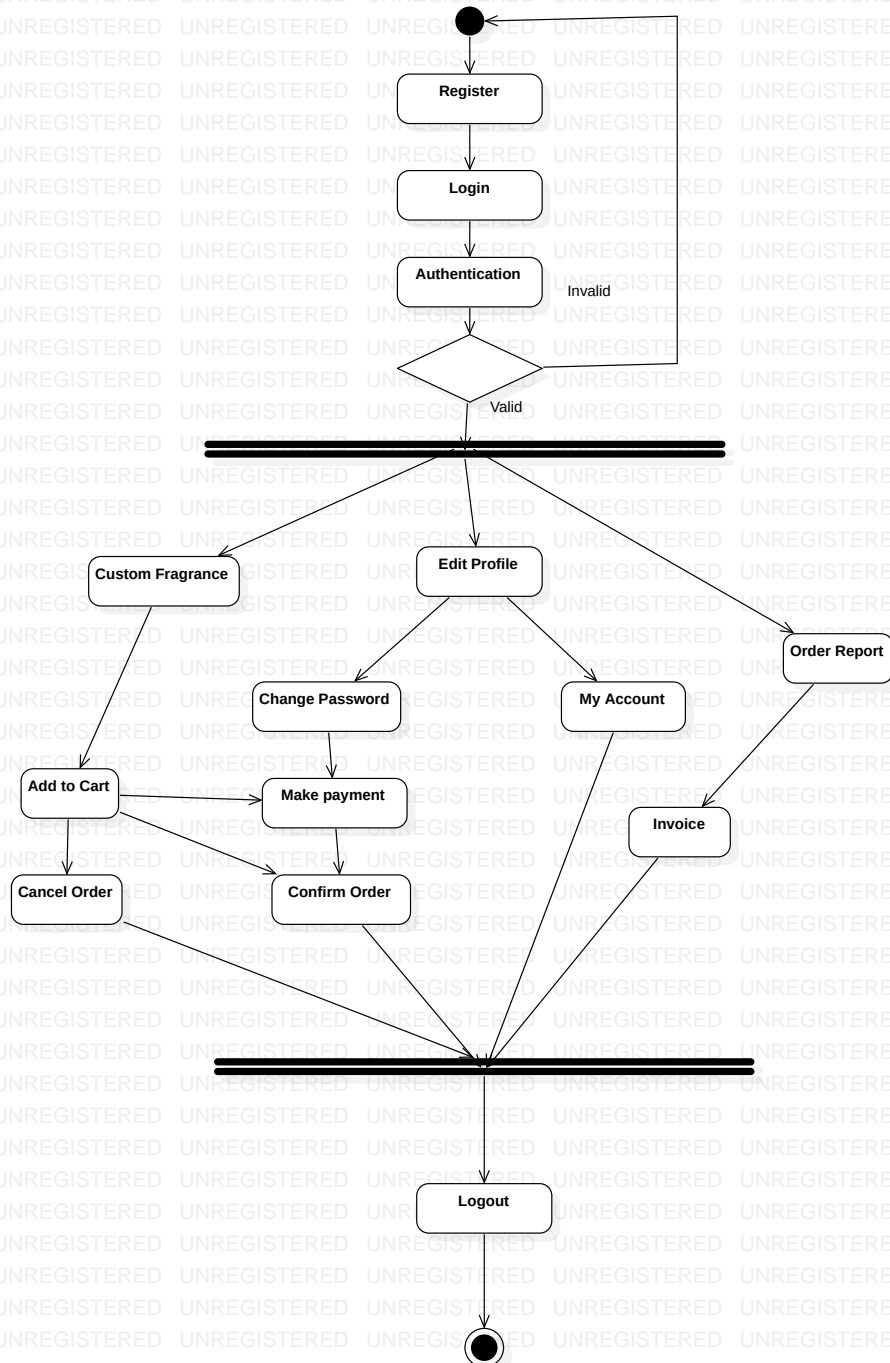 Register
Login
Authentication
Invalid
Valid
Custom Fragrance
Edit Profile
Order Report
Change Password
My Account
Add to Cart
Make payment
Invoice
Cancel Order
Confirm Order
Logout
UNREGISTERED